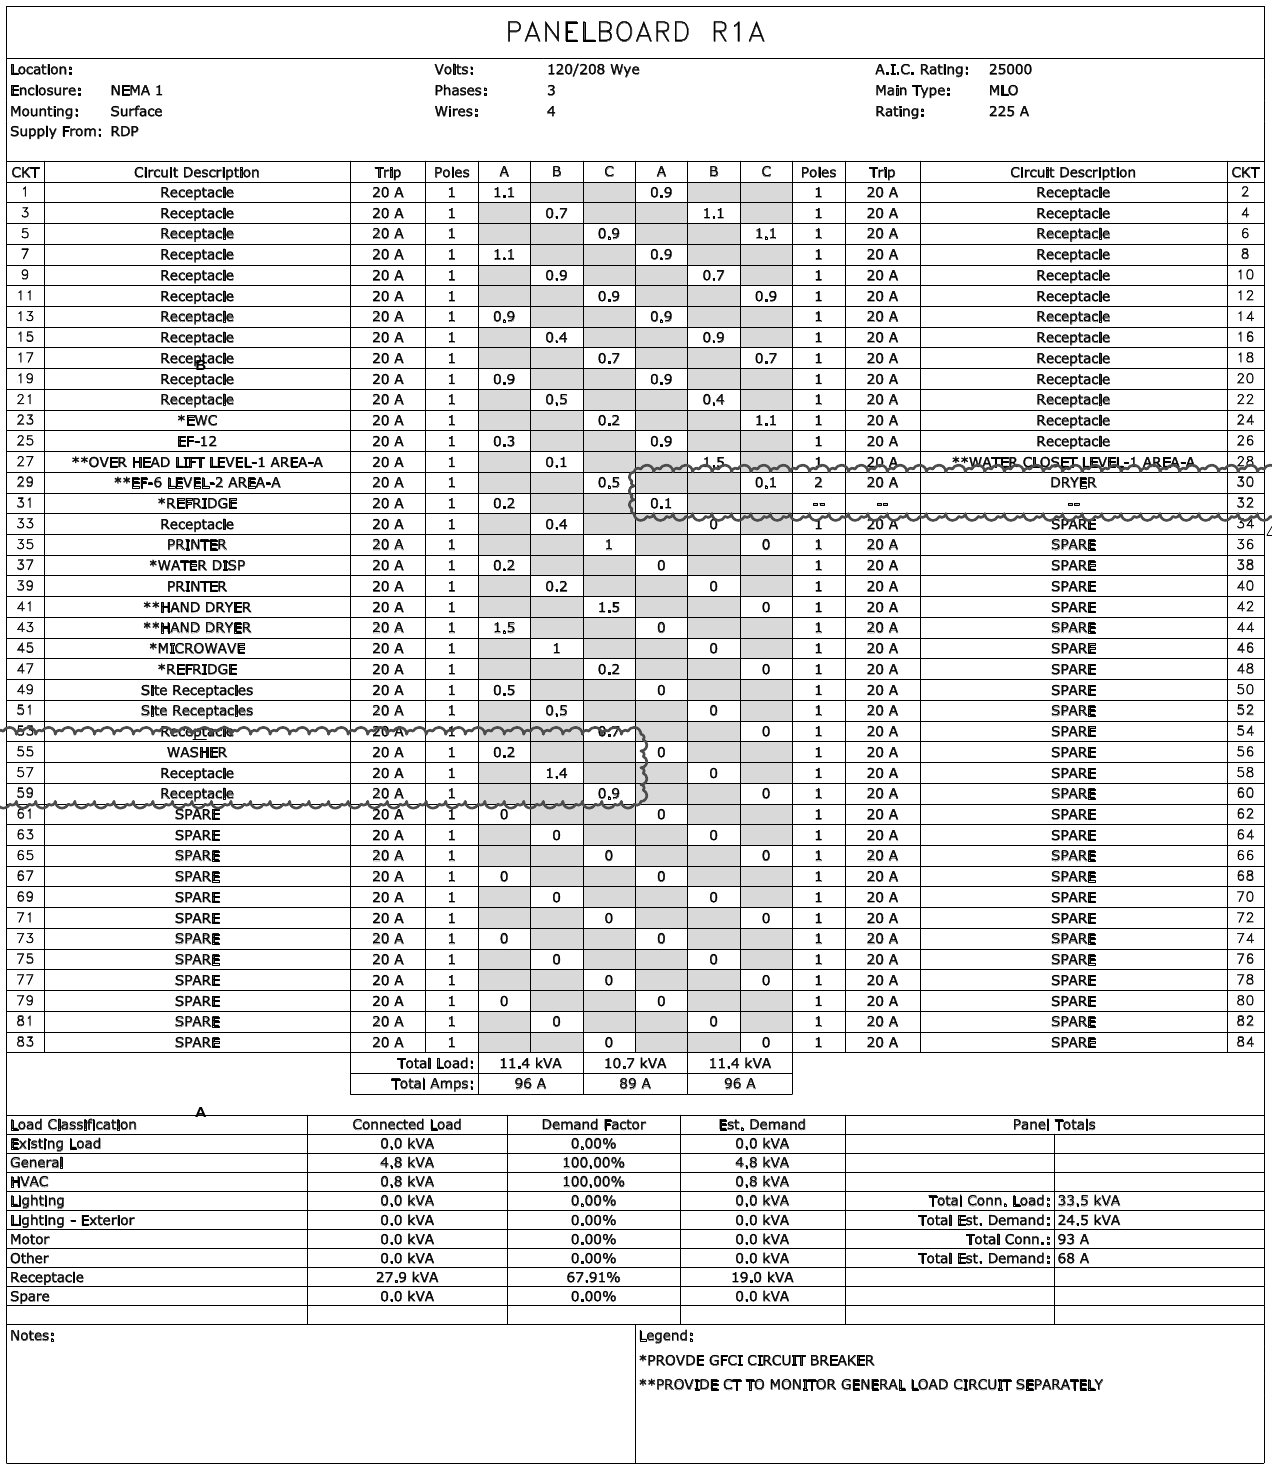 PANELBOARD R1A
Location: Volts: 120/208 Wye A.I.C. Rating: 25000
Enclosure: NEMA 1 Phases: 3 Main Type: MLO
Mounting: Surface Wires: 4 Rating: 225 A
Supply From: RDP
CKT Circuit Description Trip Poles A B C A B C Poles Trip Circuit Description CKT
1 Receptacle 20 A 1 1.1 0.9 1 20 A Receptacle 2
3 Receptacle 20 A 1 0.7 1.1 1 20 A Receptacle 4
5 Receptacle 20 A 1 0.9 1.1 1 20 A Receptacle 6
7 Receptacle 20 A 1 1.1 0.9 1 20 A Receptacle 8
9 Receptacle 20 A 1 0.9 0.7 1 20 A Receptacle 10
11 Receptacle 20 A 1 0.9 0.9 1 20 A Receptacle 12
13 Receptacle 20 A 1 0.9 0.9 1 20 A Receptacle 14
15 Receptacle 20 A 1 0.4 0.9 1 20 A Receptacle 16
17 Receptacle 20 A 1 0.7 0.7 1 20 A Receptacle 18
B
19 Receptacle 20 A 1 0.9 0.9 1 20 A Receptacle 20
21 Receptacle 20 A 1 0.5 0.4 1 20 A Receptacle 22
23 *EWC 20 A 1 0.2 1.1 1 20 A Receptacle 24
25 EF-12 20 A 1 0.3 0.9 1 20 A Receptacle 26
27 **OVER HEAD LIFT LEVEL-1 AREA-A 20 A 1 0.1 1.5 1 20 A **WATER CLOSET LEVEL-1 AREA-A 28
29 **EF-6 LEVEL-2 AREA-A 20 A 1 0.5 0.1 2 20 A DRYER 30
31 *REFRIDGE 20 A 1 0.2 0.1 -- -- -- 32
33 Receptacle 20 A 1 0.4 0 1 20 A SPARE 34
35 PRINTER 20 A 1 1 0 1 20 A SPARE 36
37 *WATER DISP 20 A 1 0.2 0 1 20 A SPARE 38
39 PRINTER 20 A 1 0.2 0 1 20 A SPARE 40
41 **HAND DRYER 20 A 1 1.5 0 1 20 A SPARE 42
43 **HAND DRYER 20 A 1 1.5 0 1 20 A SPARE 44
45 *MICROWAVE 20 A 1 1 0 1 20 A SPARE 46
47 *REFRIDGE 20 A 1 0.2 0 1 20 A SPARE 48
49 Site Receptacles 20 A 1 0.5 0 1 20 A SPARE 50
51 Site Receptacles 20 A 1 0.5 0 1 20 A SPARE 52
53 Receptacle 20 A 1 0.7 0 1 20 A SPARE 54
55 WASHER 20 A 1 0.2 0 1 20 A SPARE 56
57 Receptacle 20 A 1 1.4 0 1 20 A SPARE 58
59 Receptacle 20 A 1 0.9 0 1 20 A SPARE 60
61 SPARE 20 A 1 0 0 1 20 A SPARE 62
63 SPARE 20 A 1 0 0 1 20 A SPARE 64
65 SPARE 20 A 1 0 0 1 20 A SPARE 66
67 SPARE 20 A 1 0 0 1 20 A SPARE 68
69 SPARE 20 A 1 0 0 1 20 A SPARE 70
71 SPARE 20 A 1 0 0 1 20 A SPARE 72
73 SPARE 20 A 1 0 0 1 20 A SPARE 74
75 SPARE 20 A 1 0 0 1 20 A SPARE 76
77 SPARE 20 A 1 0 0 1 20 A SPARE 78
79 SPARE 20 A 1 0 0 1 20 A SPARE 80
81 SPARE 20 A 1 0 0 1 20 A SPARE 82
83 SPARE 20 A 1 0 0 1 20 A SPARE 84
Total Load: 11.4 kVA 10.7 kVA 11.4 kVA
Total Amps: 96 A 89 A 96 A
A
Load Classification Connected Load Demand Factor Est. Demand Panel Totals
Existing Load 0.0 kVA 0.00% 0.0 kVA
General 4.8 kVA 100.00% 4.8 kVA
HVAC 0.8 kVA 100.00% 0.8 kVA
Lighting 0.0 kVA 0.00% 0.0 kVA Total Conn. Load: 33.5 kVA
Lighting - Exterior 0.0 kVA 0.00% 0.0 kVA Total Est. Demand: 24.5 kVA
Motor 0.0 kVA 0.00% 0.0 kVA Total Conn.: 93 A
Other 0.0 kVA 0.00% 0.0 kVA Total Est. Demand: 68 A
Receptacle 27.9 kVA 67.91% 19.0 kVA
Spare 0.0 kVA 0.00% 0.0 kVA
Notes: Legend:
*PROVDE GFCI CIRCUIT BREAKER
**PROVIDE CT TO MONITOR GENERAL LOAD CIRCUIT SEPARATELY